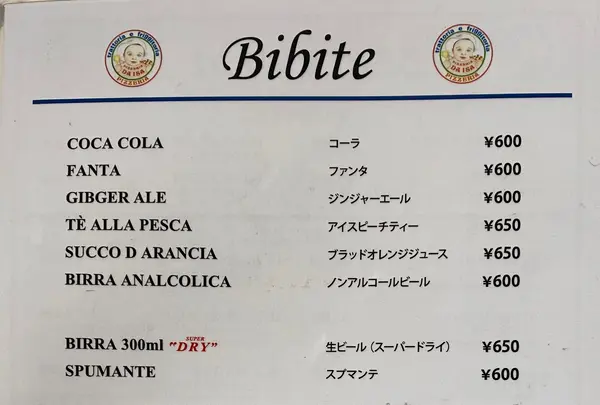 trattoria e friggitoria
DA ISA
PIZZERIA
Bibite
trattoria e friggitoria
DA ISA
PIZZERIA
COCA COLA コーラ ¥600
FANTA ファンタ ¥600
GIBGER ALE ジンジャーエール ¥600
TÈ ALLA PESCA アイスピーチティー ¥650
SUCCO D ARANCIA ブラッドオレンジジュース ¥650
BIRRA ANALCOLICA ノンアルコールビール ¥600
BIRRA 300ml "SUPER DRY" 生ビール（スーパードライ） ¥650
SPUMANTE スプマンテ ¥600